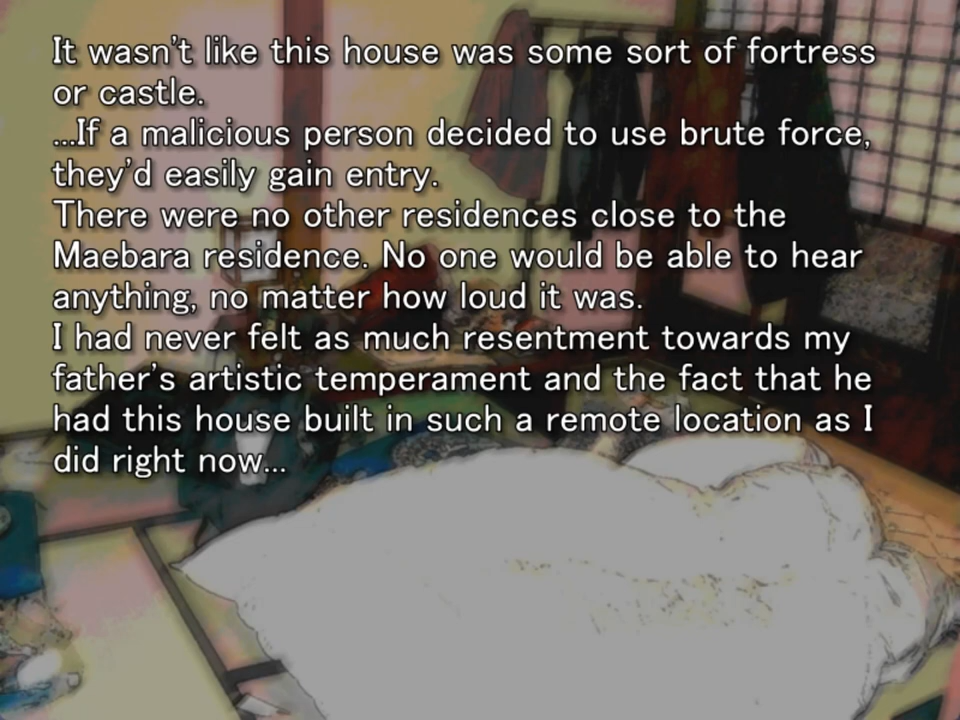 It wasn't like this house was some sort of fortress
or castle.
...If a malicious person decided to use brute force,
they'd easily gain entry.
There were no other residences close to the
Maebara residence. No one would be able to hear
anything, no matter how loud it was.
I had never felt as much resentment towards my
father's artistic temperament and the fact that he
had this house built in such a remote location as I
did right now...